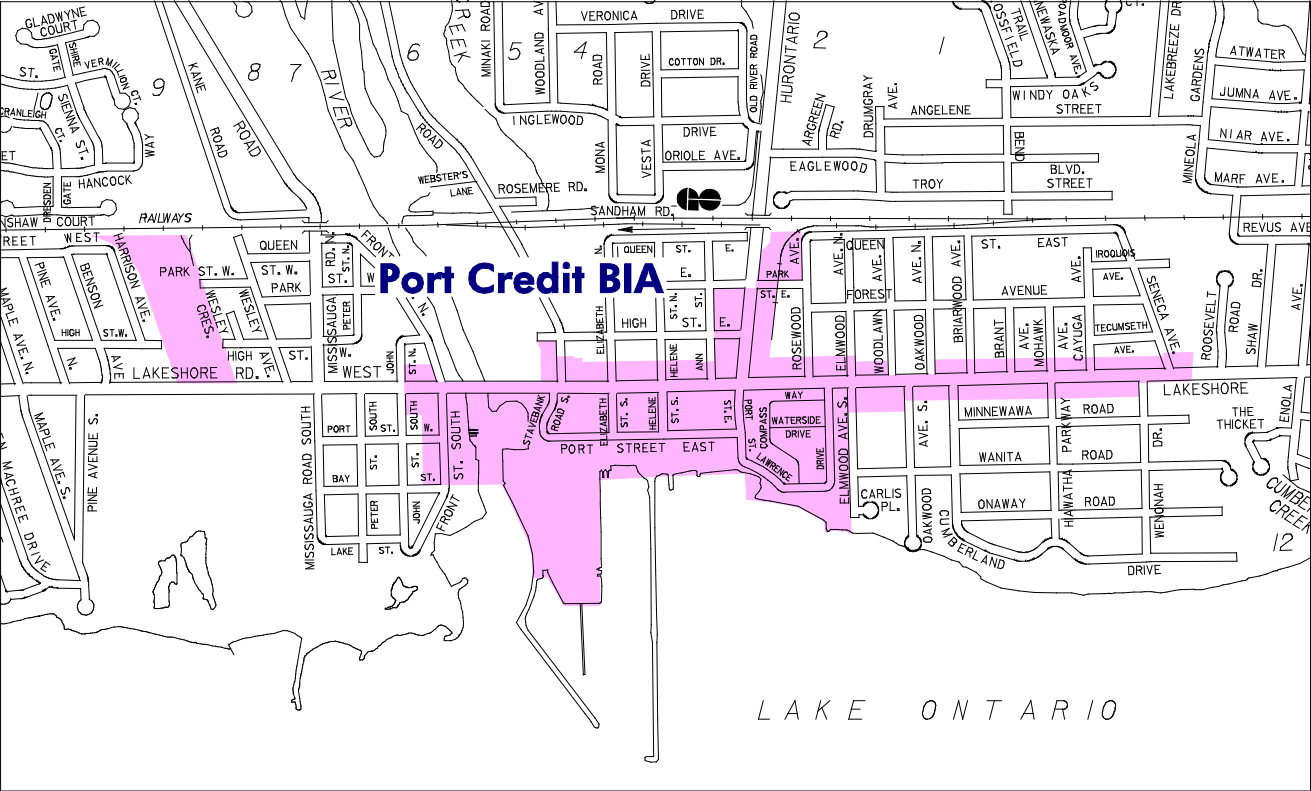 GLADWYNE
COURT
ST.
GATE
SHIRE
VERMILLION CT.
CRANLEIGH
CT.
SIENNA ST.
WAY
HANCOCK
DRESDEN
GATE
COURT
9
8
7
6
5
4
2
1
KANE
ROAD
ROAD
RIVER
ROAD
CREEK
MINAKI ROAD
WOODLAND
AV
VERONICA DRIVE
ROAD
MONA
DRIVE
VESTA
COTTON DR.
OLD RIVER ROAD
INGLEWOOD
DRIVE
ORIOLE AVE.
WEBSTER'S
LANE
ROSEMERE RD.
SANDHAM RD.
GO
HURONTARIO
ARGREEN
RD.
DRUMGRAY
AVE.
ANGELENE
STREET
EAGLEWOOD
BLVD.
TROY
STREET
BEND
TRAIL
WINDY OAKS
LAKEBREEZE DR
GARDENS
MINEOLA
ATWATER
JUMNA AVE.
NIAR AVE.
MARF AVE.
REVUS AVE
CT.
RAILWAYS
WEST
HARRISON AVE.
PINE AVE.
N.
BENSON
AVE
MAPLE AVE. N.
HIGH
ST.W.
PARK ST. W.
WESLEY
CRES.
WESLEY
AVE.
QUEEN
ST. W.
PARK
HIGH
ST.
W.
MISSISSAUGA
RD. N.
ST.
PETER
ST. N.
FRONT
W
N.
JOHN
ST. N.
Port Credit BIA
N.
QUEEN
ST.
E.
E.
ELIZABETH
HIGH
ST.
E.
HELENE
ST. N.
ANN
ST.
PARK
ST. E.
AVE.
ROSEWOOD
AVE. N.
ELMWOOD
QUEEN
ST.
EAST
AVE.
WOODLAWN
FOREST
AVENUE
AVE. N.
OAKWOOD
BRIARWOOD AVE.
BRANT
AVE.
MOHAWK
AVE.
CAYUGA
AVE.
IROQUOIS
AVE.
TECUMSETH
AVE.
SENECA AVE.
ROOSEVELT
ROAD
SHAW
DR.
AVE.
LAKESHORE RD.
WEST
LAKESHORE
MAPLE AVE. S.
PINE AVENUE S.
MISSISSAUGA ROAD SOUTH
PORT
ST.
SOUTH
ST.
PETER
SOUTH
ST.
JOHN
W.
BAY
ST.
LAKE
ST.
FRONT
ST. SOUTH
STAVEBANK
ROAD S.
ELIZABETH
ST. S.
HELENE
ST. S.
ST. E.
PORT STREET EAST
PORT
ST.
COMPASS
WAY
WATERSIDE
DRIVE
LAWRENCE
DRIVE
ELMWOOD AVE. S.
CARLIS
PL.
AVE. S.
OAKWOOD
CUMBERLAND
DRIVE
MINNEWAWA ROAD
WANITA ROAD
ONAWAY ROAD
PARKWAY
HIAWATHA
DR.
WENONAH
THE
THICKET
ENOLA
CREEK
12
LAKE ONTARIO